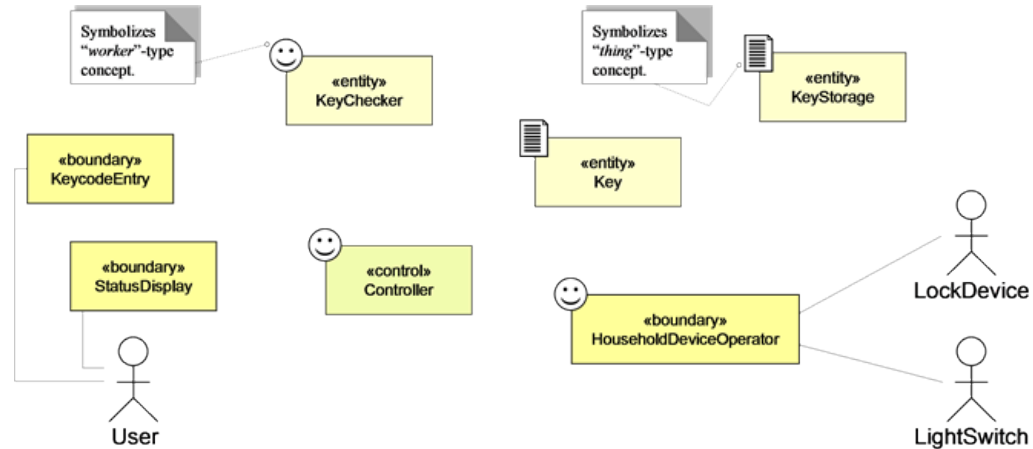 Symbolizes
“worker”-type
concept.
«entity»
KeyChecker
Symbolizes
“thing”-type
concept.
«entity»
KeyStorage
«boundary»
KeycodeEntry
«entity»
Key
«boundary»
StatusDisplay
«control»
Controller
«boundary»
HouseholdDeviceOperator
LockDevice
User
LightSwitch